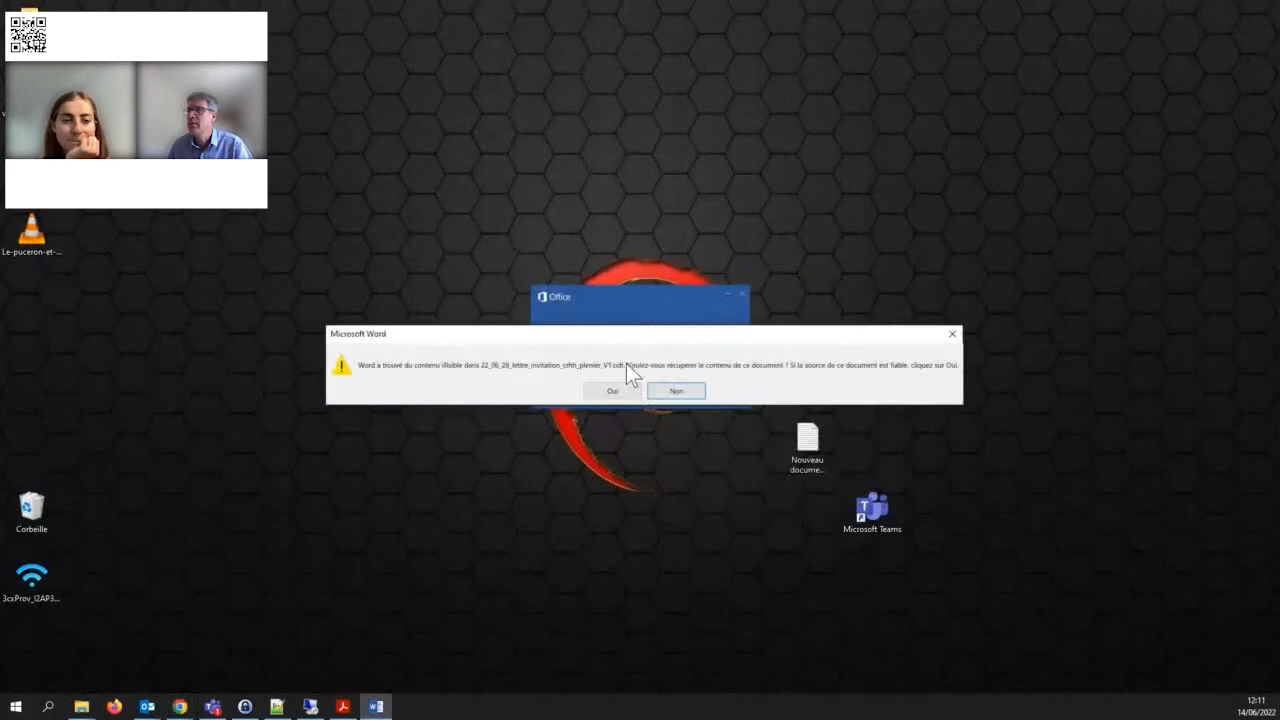 Le-puceron-et-...
Office
Microsoft Word
Word a trouvé du contenu illisible dans 22_06_28_lettre_invitation_crhh_plenier_V1.odt. Voulez-vous récupérer le contenu de ce document ? Si la source de ce document est fiable, cliquez sur Oui.
Oui
Non
Nouveau
docume...
Corbeille
Microsoft Teams
3cxProv_I2AP3...
12:11
14/06/2022